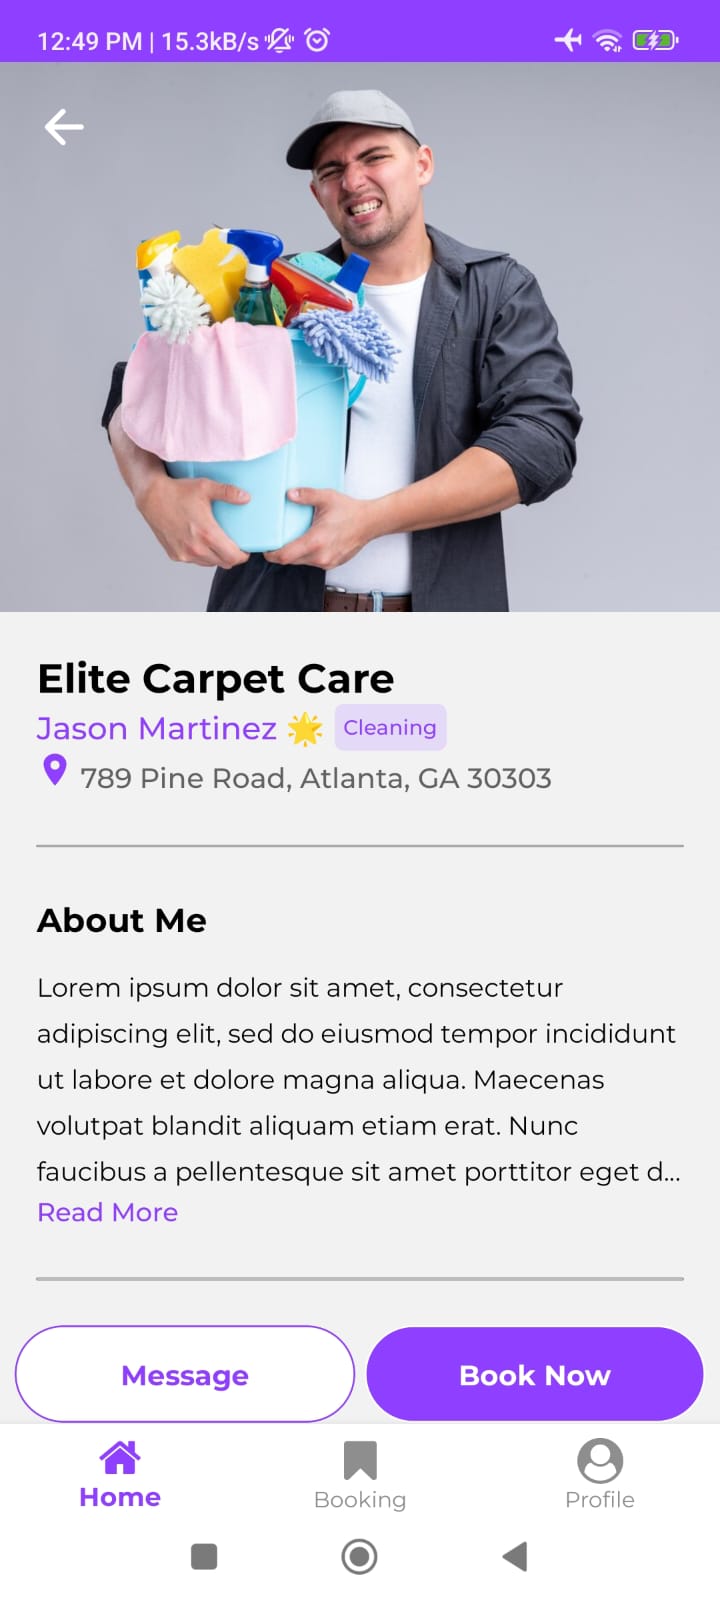 12:49 PM | 15.3kB/s
Elite Carpet Care
Jason Martinez 🌟 Cleaning
789 Pine Road, Atlanta, GA 30303
About Me
Lorem ipsum dolor sit amet, consectetur
adipiscing elit, sed do eiusmod tempor incididunt
ut labore et dolore magna aliqua. Maecenas
volutpat blandit aliquam etiam erat. Nunc
faucibus a pellentesque sit amet porttitor eget d...
Read More
Message Book Now
Home Booking Profile